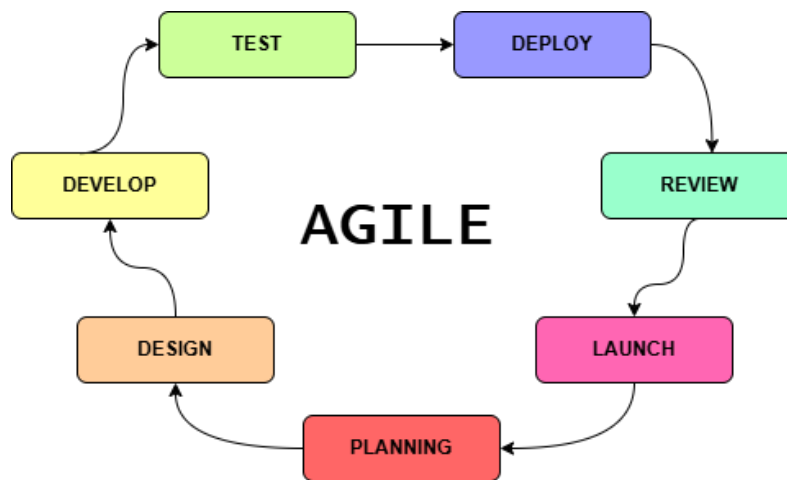 TEST
DEPLOY
DEVELOP
REVIEW
AGILE
DESIGN
LAUNCH
PLANNING